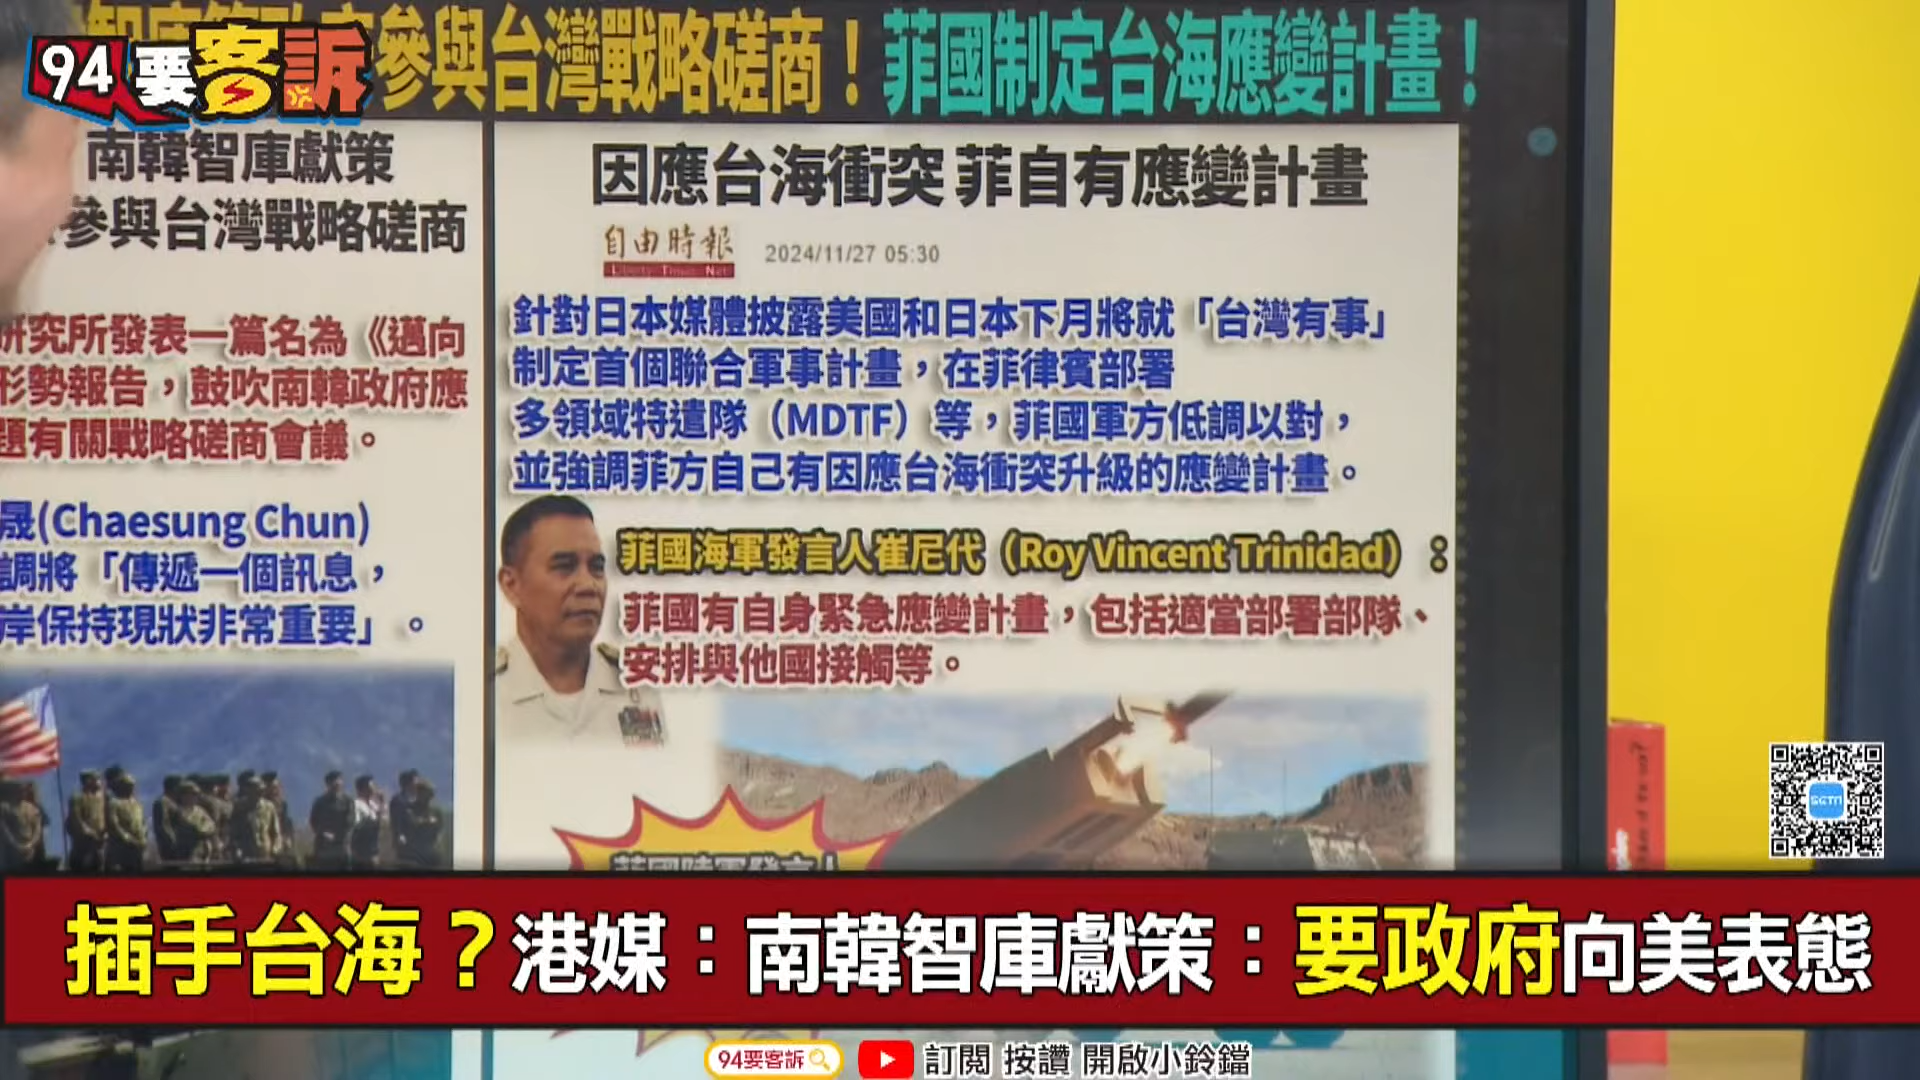 94要客訴
參與台灣戰略磋商！菲國制定台海應變計畫！
南韓智庫獻策
參與台灣戰略磋商
研究所發表一篇名為《邁向
形勢報告，鼓吹南韓政府應
題有關戰略磋商會議。
晟(Chaesung Chun)
調將「傳遞一個訊息，
岸保持現狀非常重要」。
因應台海衝突 菲自有應變計畫
自由時報
Liberty Times Net
2024/11/27 05:30
針對日本媒體披露美國和日本下月將就「台灣有事」
制定首個聯合軍事計畫，在菲律賓部署
多領域特遣隊（MDTF）等，菲國軍方低調以對，
並強調菲方自己有因應台海衝突升級的應變計畫。
菲國海軍發言人崔尼代（Roy Vincent Trinidad）：
菲國有自身緊急應變計畫，包括適當部署部隊、
安排與他國接觸等。
菲國陸軍發言人
SETN
插手台海？港媒：南韓智庫獻策：要政府向美表態
94要客訴
訂閱 按讚 開啟小鈴鐺